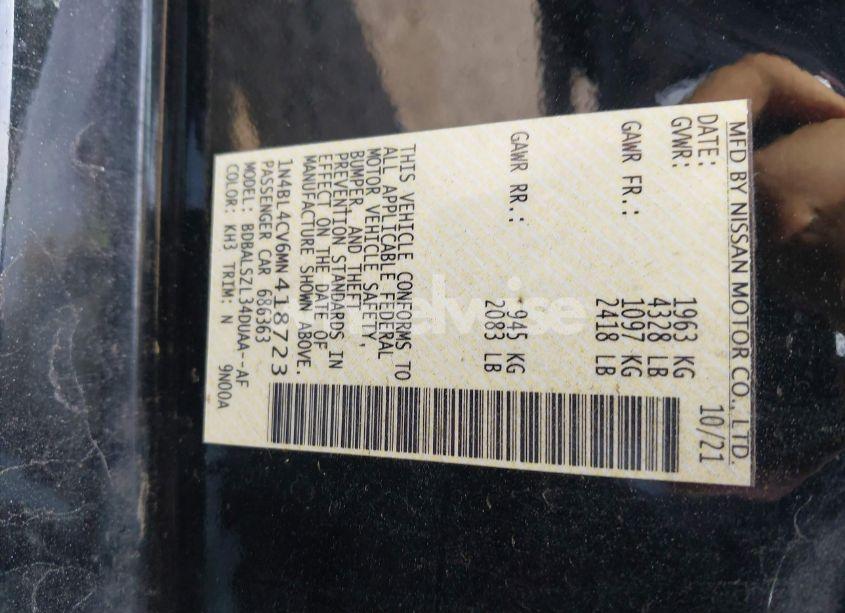 MFD BY NISSAN MOTOR CO., LTD.
DATE: 10/21
GVWR: 1963 KG
4328 LB
GAWR FR.: 1097 KG
2418 LB
GAWR RR.: 945 KG
2083 LB
THIS VEHICLE CONFORMS TO
ALL APPLICABLE FEDERAL
MOTOR VEHICLE SAFETY,
BUMPER, AND THEFT
PREVENTION STANDARDS IN
EFFECT ON THE DATE OF
MANUFACTURE SHOWN ABOVE.
1N4BL4CV6MN418723
PASSENGER CAR 686363
MODEL: BDBALSZL34DUAA--AF
COLOR: KH3 TRIM: N 9N00A